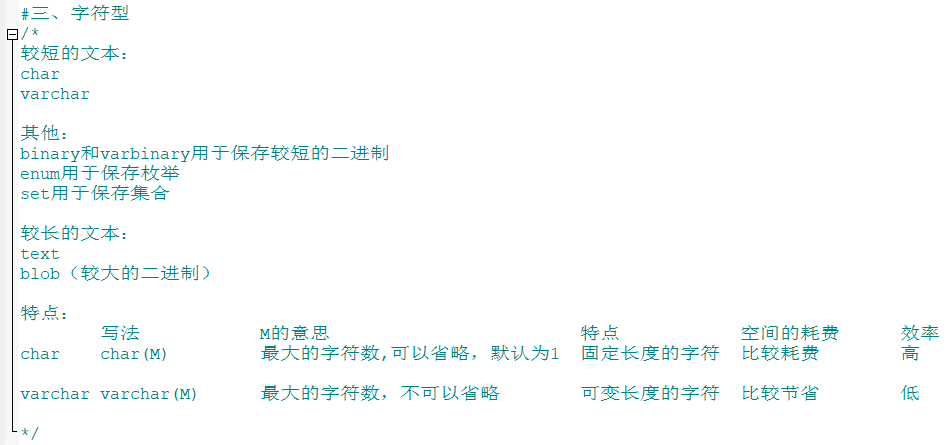 #三、字符型
/*
较短的文本:
char
varchar
其他:
binary和varbinary用于保存较短的二进制
enum用于保存枚举
set用于保存集合
较长的文本:
text
blob（较大的二进制）
特点:
写法 M的意思 特点 空间的耗费 效率
char char(M) 最大的字符数,可以省略，默认为1 固定长度的字符 比较耗费 高
varchar varchar(M) 最大的字符数，不可以省略 可变长度的字符 比较节省 低
*/